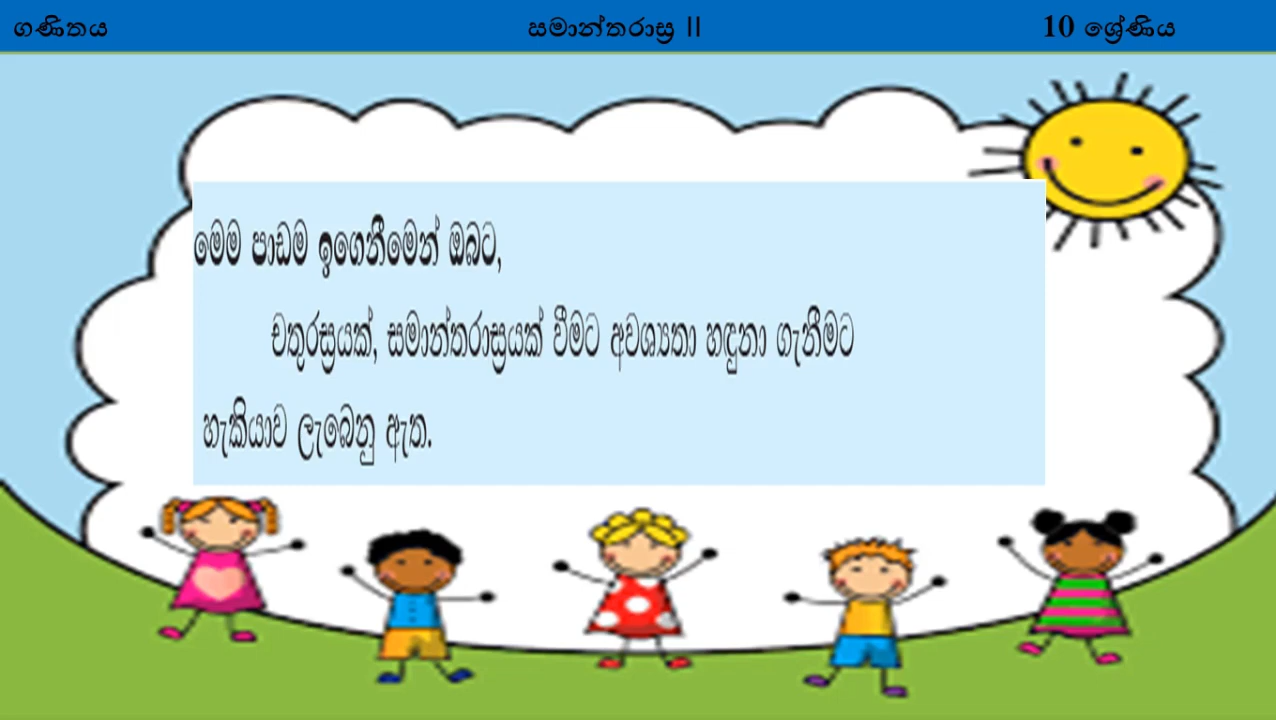 ගණිතය සමාන්තරාස්‍ර II 10 ශ්‍රේණිය
මෙම පාඩම ඉගෙනීමෙන් ඔබට,
චතුරස්‍රයක්, සමාන්තරාස්‍රයක් වීමට අවශ්‍යතා හඳුනා ගැනීමට
හැකියාව ලැබෙනු ඇත.